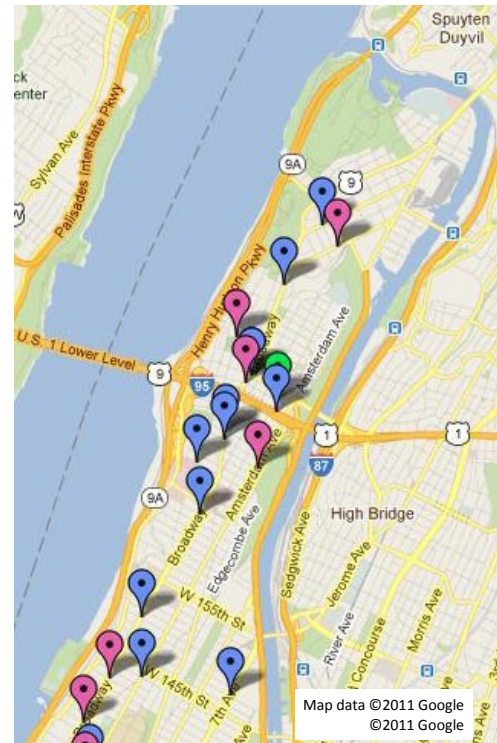 Spuyten
Duyvil
ck
enter
Sylvan Ave
Palisades Interstate Pkwy
9A
9
W
Henry Hudson Pkwy
U.S. 1 Lower Level
9
95
Amsterdam Ave
1
1
87
9A
Broadway
Amsterdam Ave
Edgecombe Ave
Sedgwick Ave
High Bridge
Jerome Ave
W 155th St
River Ave
Morris Ave
d Concourse
W 145th St
7th Av
Map data ©2011 Google
©2011 Google